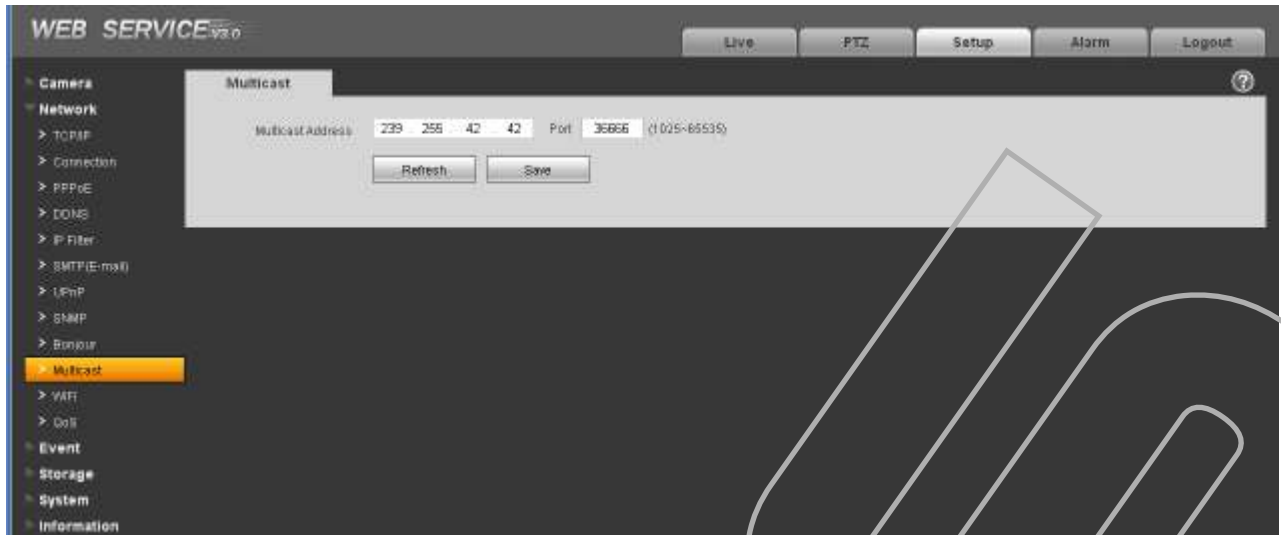 WEB SERVICE V3.0
Live PTZ Setup Alarm Logout
Camera
Multicast
Network
Multicast Address 239 . 255 . 42 . 42 Port 36666 (1025~65535)
> TCP/IP
> Connection
Refresh Save
> PPPoE
> DDNS
> IP Filter
> SMTP(E-mail)
> UPnP
> SNMP
> Bonjour
> Multicast
> WIFI
> QoS
Event
Storage
System
Information